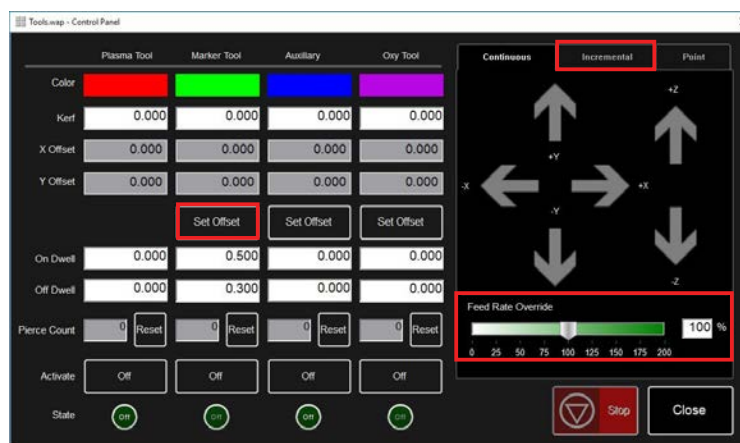 Tools.wap - Control Panel
Plasma Tool Marker Tool Auxillary Oxy Tool
Continuous Incremental Point
Color
Kerf 0.000 0.000 0.000 0.000
X Offset 0.000 0.000 0.000 0.000
Y Offset 0.000 0.000 0.000 0.000
Set Offset Set Offset Set Offset
On Dwell 0.000 0.500 0.000 0.000
Off Dwell 0.000 0.300 0.000 0.000
Pierce Count 0 Reset 0 Reset 0 Reset 0 Reset
Activate Off Off Off Off
State Off Off Off Off
+Z
+Y
-X +X
-Y
-Z
Feed Rate Override
100 %
0 25 50 75 100 125 150 175 200
Stop Close